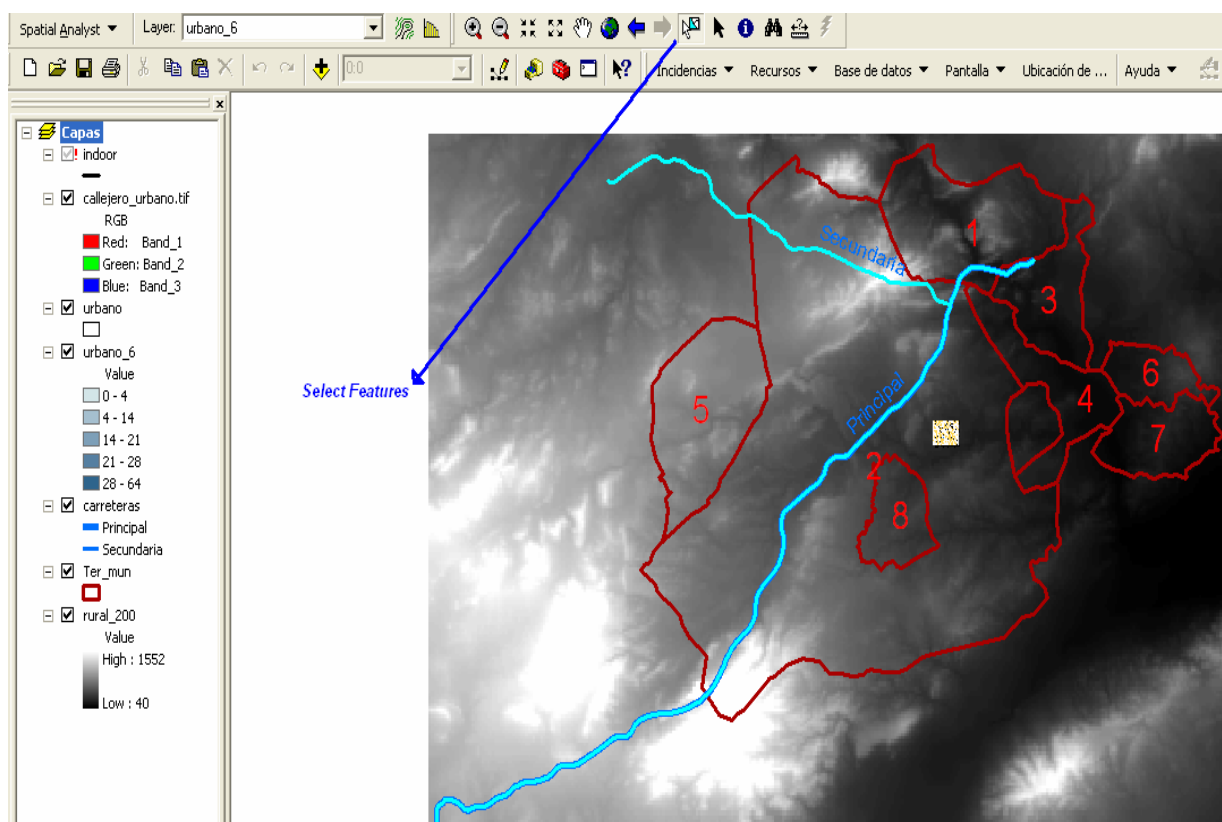 Spatial Analyst Layer: urbano_6
0:0 Incidencias Recursos Base de datos Pantalla Ubicación de ... Ayuda
Capas
indoor
callejero_urbano.tif
RGB
Red: Band_1
Green: Band_2
Blue: Band_3
urbano
urbano_6
Value
0 - 4
4 - 14
14 - 21
21 - 28
28 - 64
carreteras
Principal
Secundaria
Ter_mun
rural_200
Value
High : 1552
Low : 40
Select Features
Secundaria
Principal
1
3
6
4
7
5
2
8